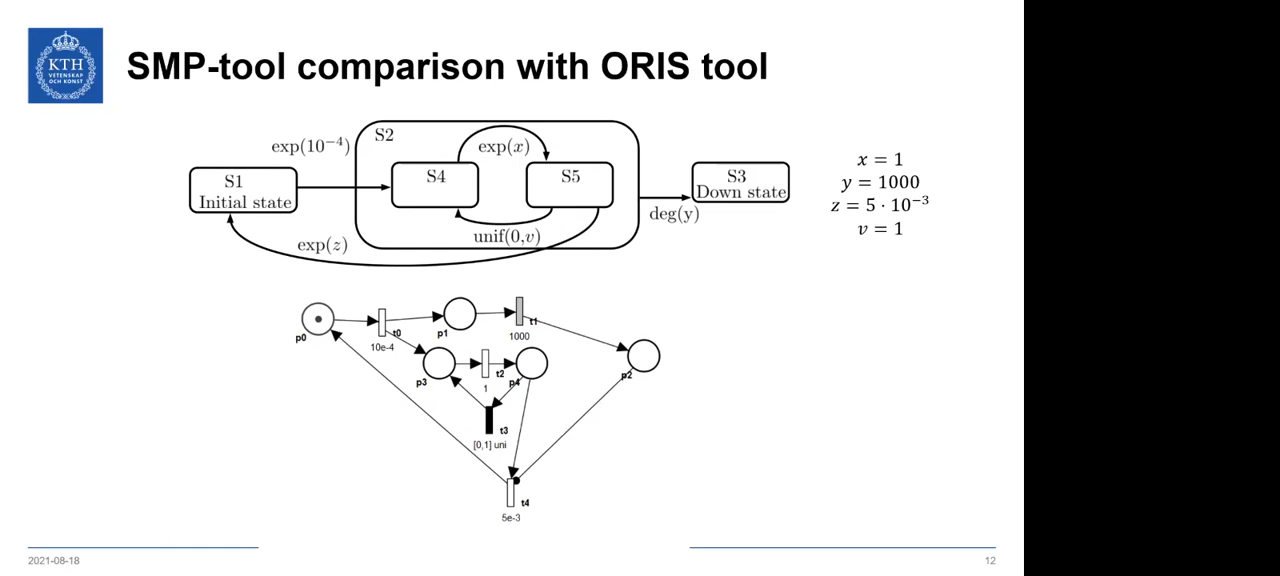 KTH
VETENSKAP
OCH KONST
SMP-tool comparison with ORIS tool
exp(10⁻⁴)
S2
exp(x)
S1
Initial state
S4
S5
S3
Down state
deg(y)
unif(0,v)
exp(z)
x = 1
y = 1000
z = 5 · 10⁻³
v = 1
p0
t0
10e-4
p1
t1
1000
p3
t2
1
p4
p2
t3
[0,1] uni
t4
5e-3
2021-08-18
12